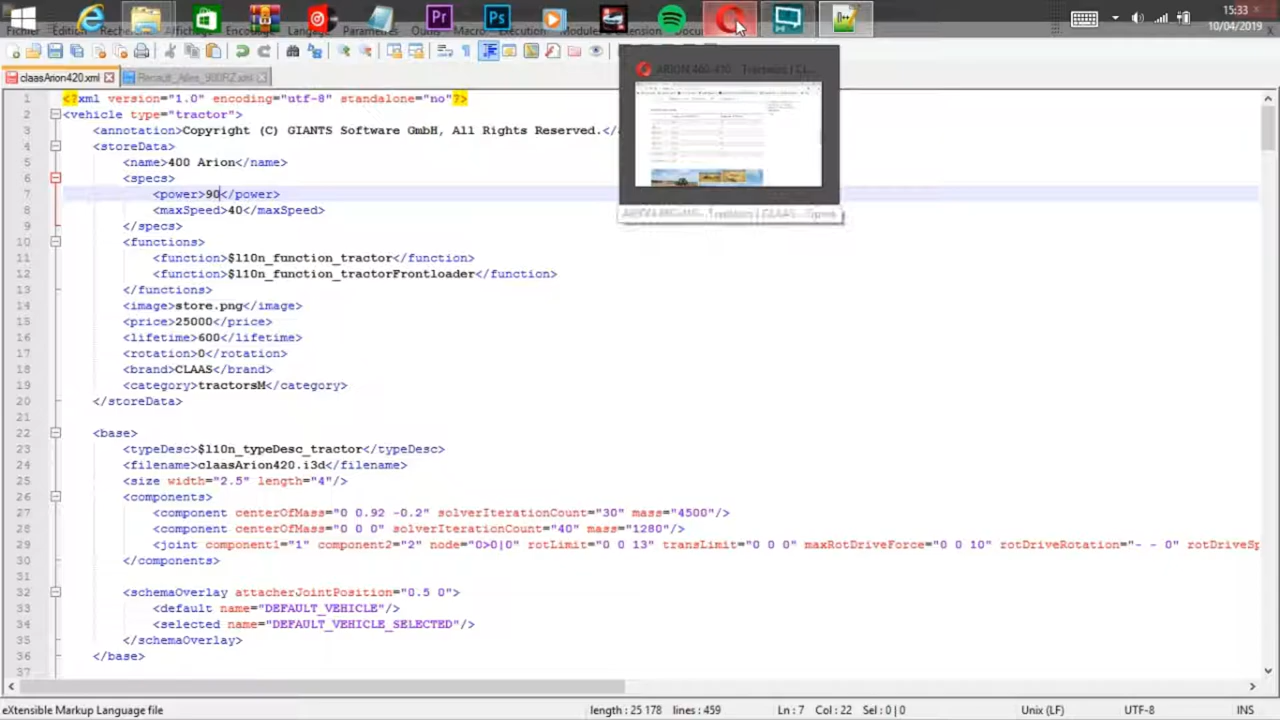 Pr
Ps
15:33
10/04/2019
claasArion420.xml
Renault_Ares_900RZ.xml
ARION 460-410 Tracteurs | CL...
1 <?xml version="1.0" encoding="utf-8" standalone="no"?>
2 <vehicle type="tractor">
3 <annotation>Copyright (C) GIANTS Software GmbH, All Rights Reserved.</
4 <storeData>
5 <name>400 Arion</name>
6 <specs>
7 <power>90</power>
8 <maxSpeed>40</maxSpeed>
9 </specs>
10 <functions>
11 <function>$l10n_function_tractor</function>
12 <function>$l10n_function_tractorFrontloader</function>
13 </functions>
14 <image>store.png</image>
15 <price>25000</price>
16 <lifetime>600</lifetime>
17 <rotation>0</rotation>
18 <brand>CLAAS</brand>
19 <category>tractorsM</category>
20 </storeData>
21
22 <base>
23 <typeDesc>$l10n_typeDesc_tractor</typeDesc>
24 <filename>claasArion420.i3d</filename>
25 <size width="2.5" length="4"/>
26 <components>
27 <component centerOfMass="0 0.92 -0.2" solverIterationCount="30" mass="4500"/>
28 <component centerOfMass="0 0 0" solverIterationCount="40" mass="1280"/>
29 <joint component1="1" component2="2" node="0>0|0" rotLimit="0 0 13" transLimit="0 0 0" maxRotDriveForce="0 0 10" rotDriveRotation="- - 0" rotDriveSp
30 </components>
31
32 <schemaOverlay attacherJointPosition="0.5 0">
33 <default name="DEFAULT_VEHICLE"/>
34 <selected name="DEFAULT_VEHICLE_SELECTED"/>
35 </schemaOverlay>
36 </base>
37
eXtensible Markup Language file
length : 25 178 lines : 459
Ln : 7 Col : 22 Sel : 0 | 0
Unix (LF)
UTF-8
INS